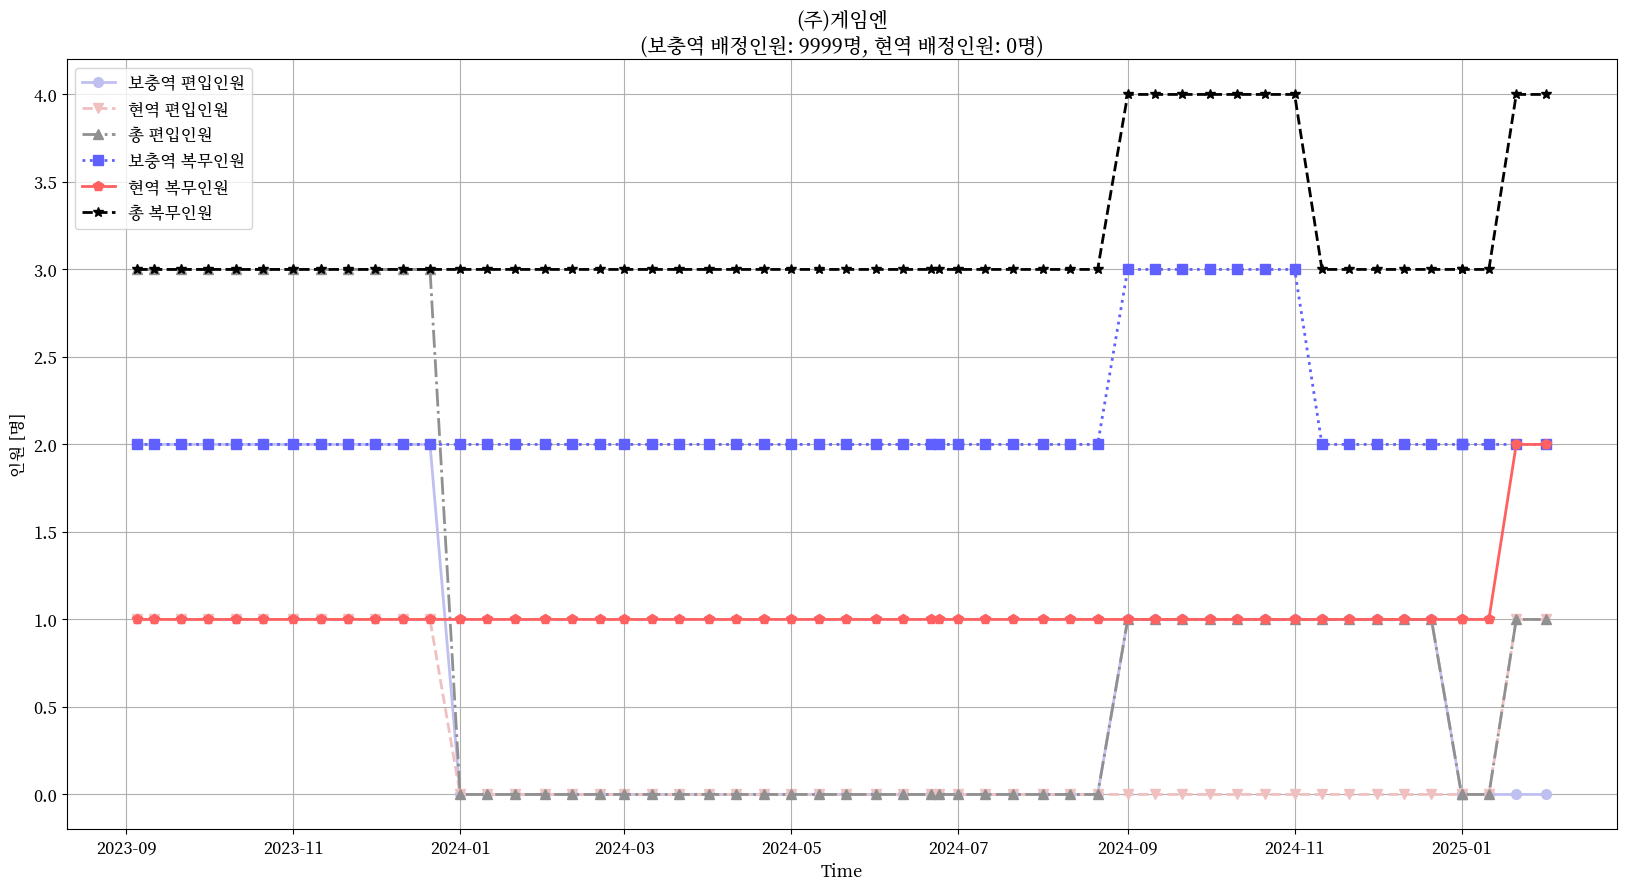 (주)게임엔
(보충역 배정인원: 9999명, 현역 배정인원: 0명)
보충역 편입인원
현역 편입인원
총 편입인원
보충역 복무인원
현역 복무인원
총 복무인원
4.0
3.5
3.0
2.5
2.0
1.5
1.0
0.5
0.0
인원 [명]
2023-09 2023-11 2024-01 2024-03 2024-05 2024-07 2024-09 2024-11 2025-01
Time